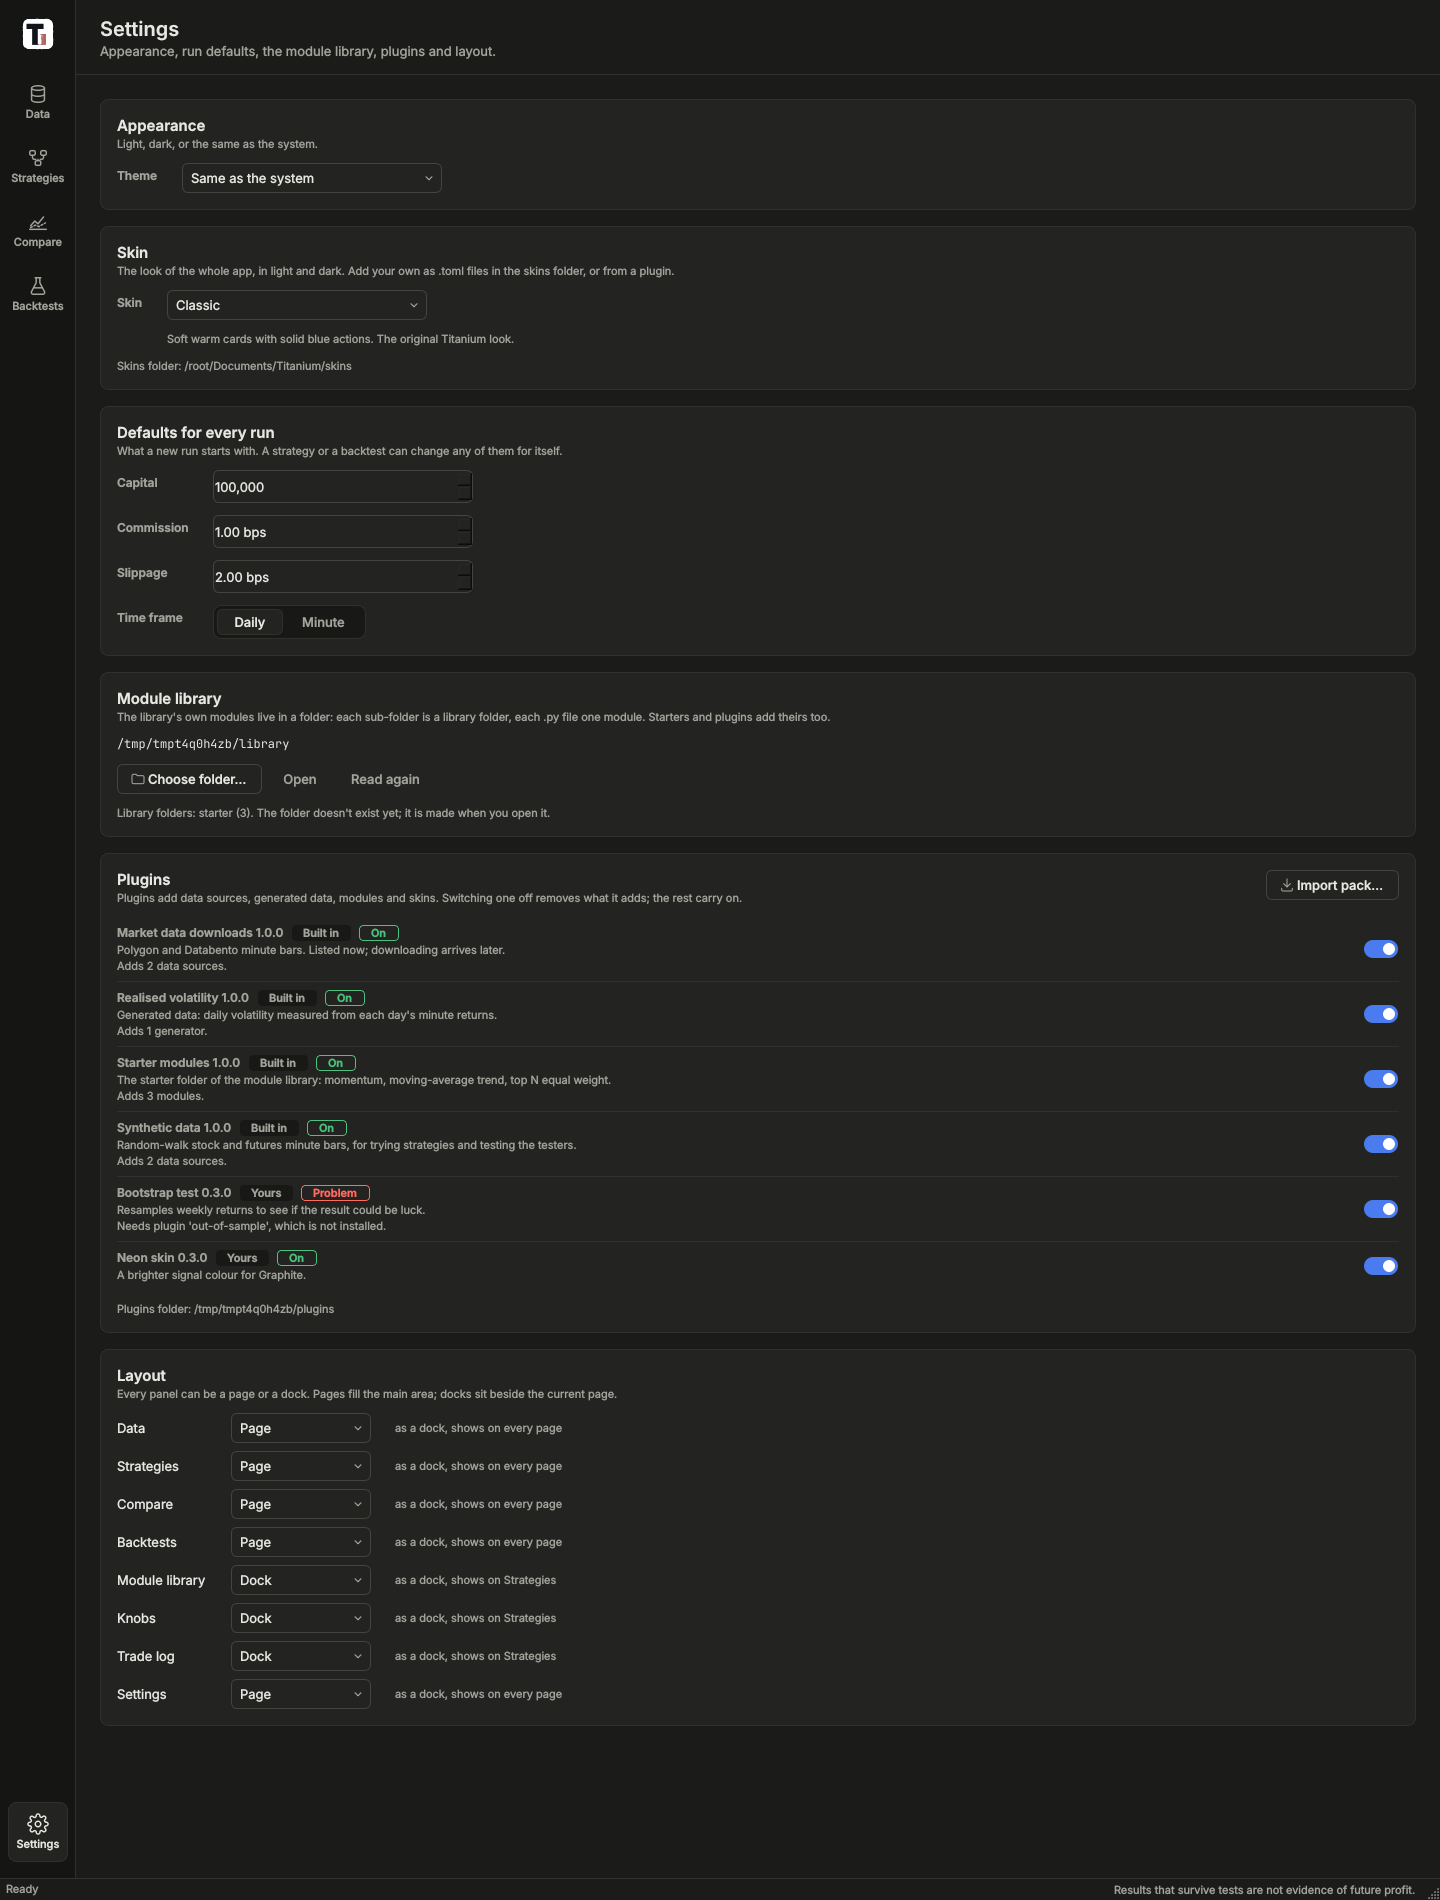 Ti
Settings
Appearance, run defaults, the module library, plugins and layout.
Data
Strategies
Compare
Backtests
Appearance
Light, dark, or the same as the system.
Theme Same as the system
Skin
The look of the whole app, in light and dark. Add your own as .toml files in the skins folder, or from a plugin.
Skin Classic
Soft warm cards with solid blue actions. The original Titanium look.
Skins folder: /root/Documents/Titanium/skins
Defaults for every run
What a new run starts with. A strategy or a backtest can change any of them for itself.
Capital 100,000
Commission 1.00 bps
Slippage 2.00 bps
Time frame Daily Minute
Module library
The library's own modules live in a folder: each sub-folder is a library folder, each .py file one module. Starters and plugins add theirs too.
/tmp/tmpt4q0h4zb/library
Choose folder... Open Read again
Library folders: starter (3). The folder doesn't exist yet; it is made when you open it.
Plugins
Plugins add data sources, generated data, modules and skins. Switching one off removes what it adds; the rest carry on.
Import pack...
Market data downloads 1.0.0 Built in On
Polygon and Databento minute bars. Listed now; downloading arrives later.
Adds 2 data sources.
Realised volatility 1.0.0 Built in On
Generated data: daily volatility measured from each day's minute returns.
Adds 1 generator.
Starter modules 1.0.0 Built in On
The starter folder of the module library: momentum, moving-average trend, top N equal weight.
Adds 3 modules.
Synthetic data 1.0.0 Built in On
Random-walk stock and futures minute bars, for trying strategies and testing the testers.
Adds 2 data sources.
Bootstrap test 0.3.0 Yours Problem
Resamples weekly returns to see if the result could be luck.
Needs plugin 'out-of-sample', which is not installed.
Neon skin 0.3.0 Yours On
A brighter signal colour for Graphite.
Plugins folder: /tmp/tmpt4q0h4zb/plugins
Layout
Every panel can be a page or a dock. Pages fill the main area; docks sit beside the current page.
Data Page as a dock, shows on every page
Strategies Page as a dock, shows on every page
Compare Page as a dock, shows on every page
Backtests Page as a dock, shows on every page
Module library Dock as a dock, shows on Strategies
Knobs Dock as a dock, shows on Strategies
Trade log Dock as a dock, shows on Strategies
Settings Page as a dock, shows on every page
Settings
Ready
Results that survive tests are not evidence of future profit.